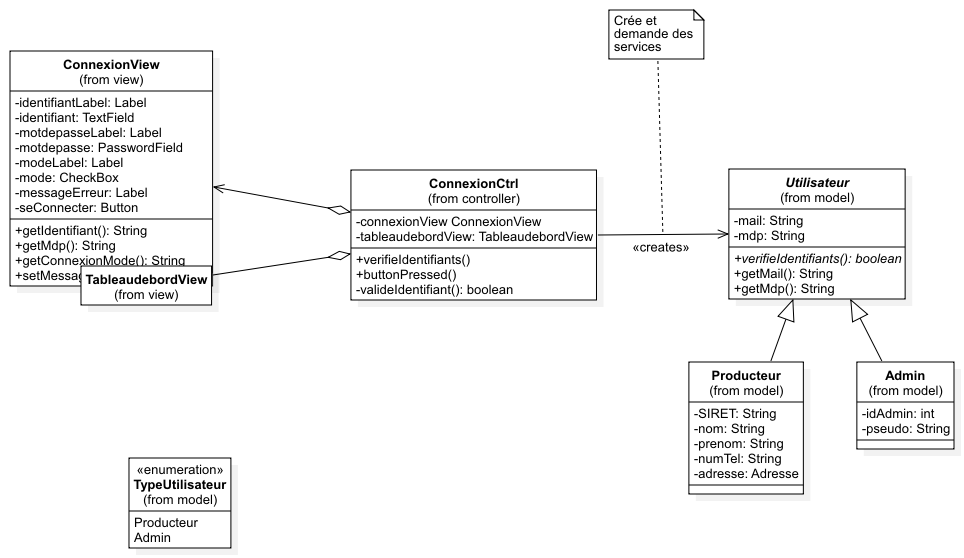 Crée et
demande des
services
ConnexionView
(from view)
-identifiantLabel: Label
-identifiant: TextField
-motdepasseLabel: Label
-motdepasse: PasswordField
-modeLabel: Label
-mode: CheckBox
-messageErreur: Label
-seConnecter: Button
+getIdentifiant(): String
+getMdp(): String
+getConnexionMode(): String
TableaudebordView
(from view)
ConnexionCtrl
(from controller)
-connexionView ConnexionView
-tableaudebordView: TableaudebordView
+verifieIdentifiants()
+buttonPressed()
-valideIdentifiant(): boolean
«creates»
Utilisateur
(from model)
-mail: String
-mdp: String
+verifieIdentifiants(): boolean
+getMail(): String
+getMdp(): String
Producteur
(from model)
-SIRET: String
-nom: String
-prenom: String
-numTel: String
-adresse: Adresse
Admin
(from model)
-idAdmin: int
-pseudo: String
«enumeration»
TypeUtilisateur
(from model)
Producteur
Admin